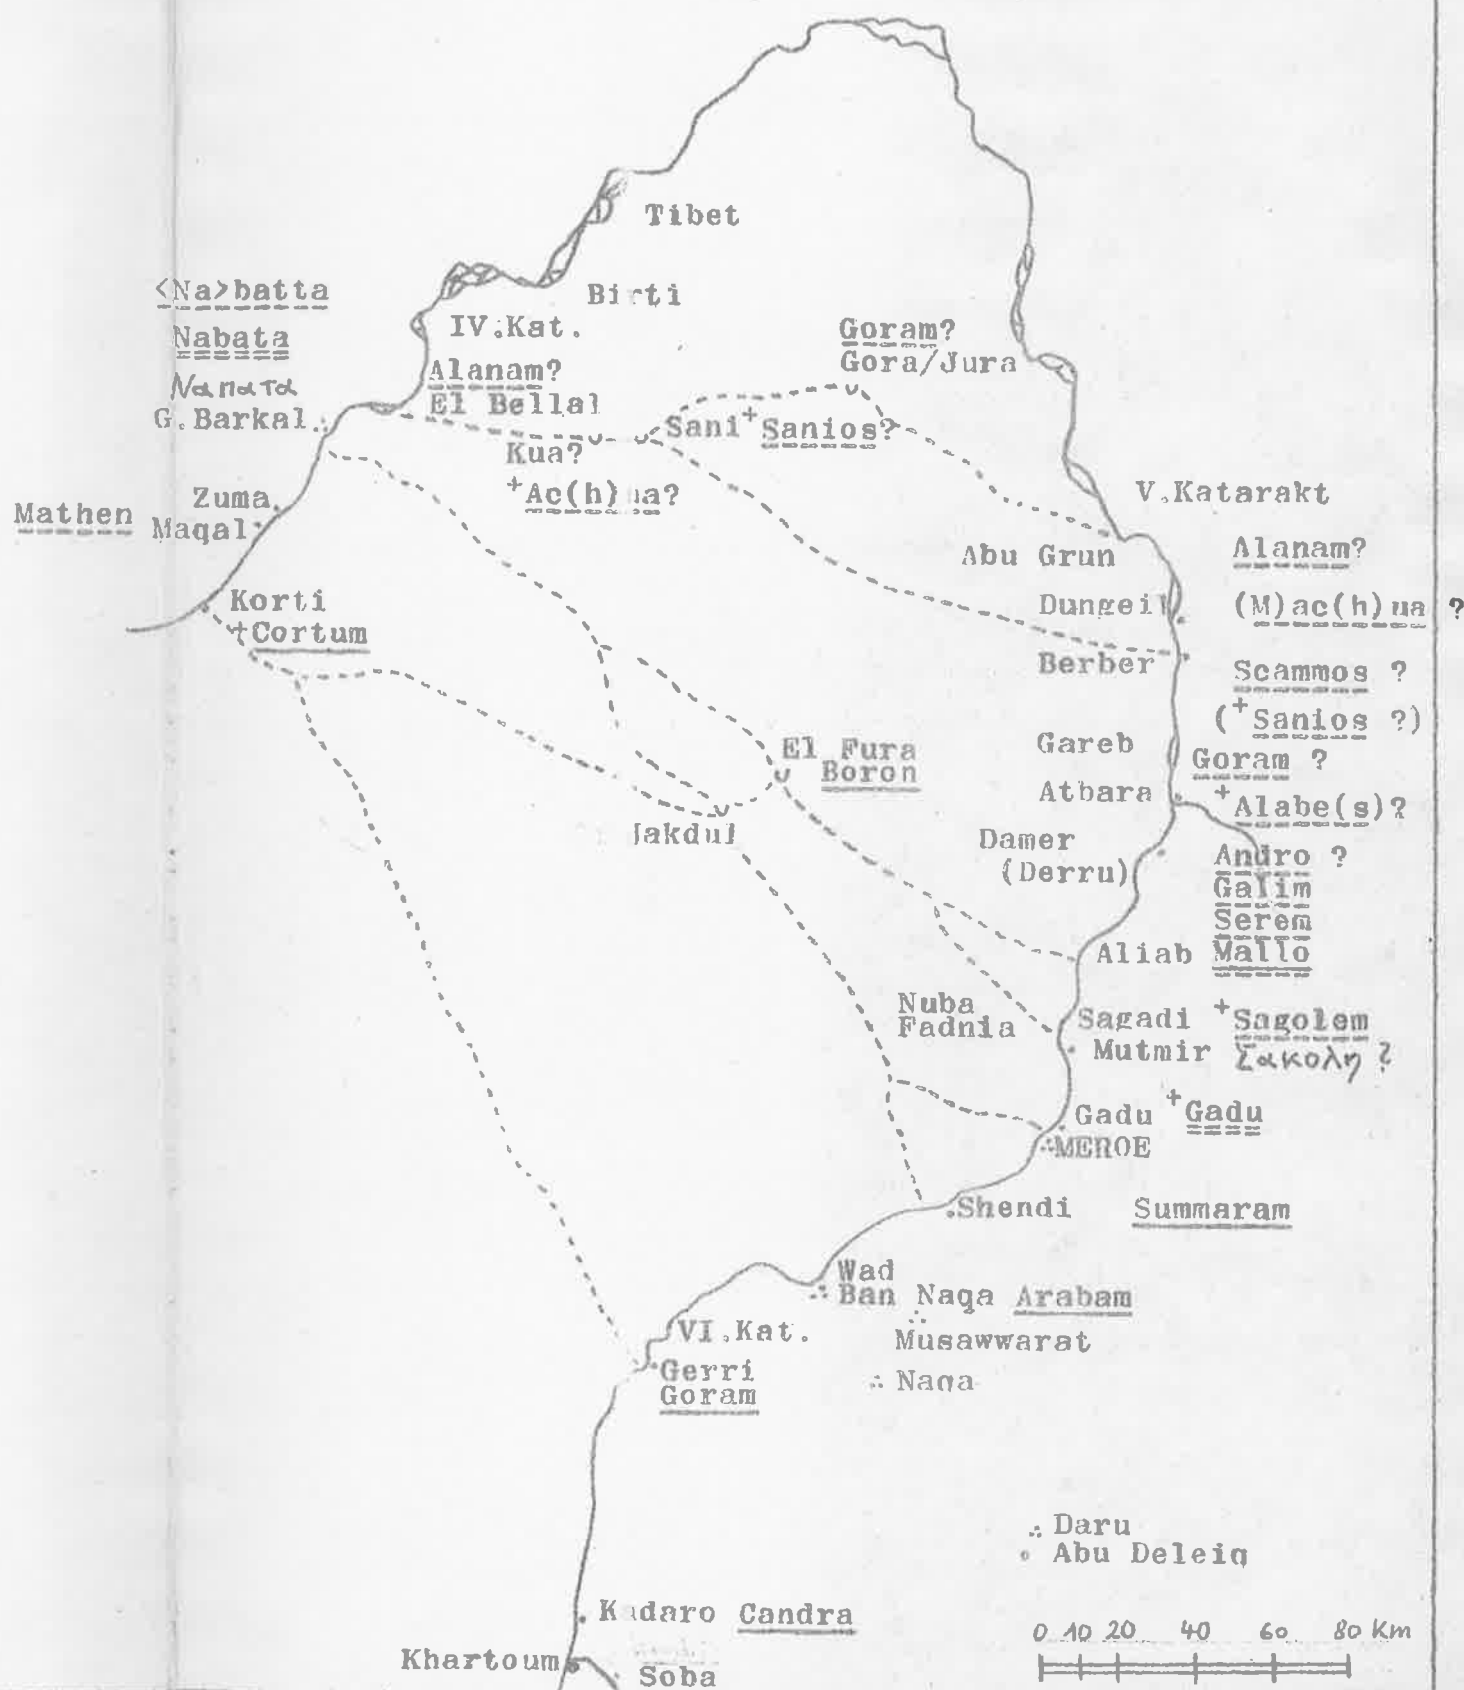 Tibet
Birti
<Na>batta
Nabata
Ναπατα
G.Barkal
IV.Kat.
Alanam?
El Bellal
Goram?
Gora/Jura
Sani +Sanios?
Kua?
+Ac(h)ua?
Zuma
Mathen Maqal
Korti
+Cortum
V.Katarakt
Abu Grun
Alanam?
Dungeil (M)ac(h)ua ?
Berber
Scammos ?
(+Sanios ?)
Gareb
Goram ?
Atbara +Alabe(s)?
El Fura
Boron
Jakdul
Damer
(Derru)
Andro ?
Galim
Serem
Aliab Mallo
Nuba
Fadnia
Sagadi +Sagolem
Mutmir Σακολη ?
Gadu +Gadu
MEROE
Shendi Summaram
Wad
Ban Naqa Arabam
VI.Kat.
Musawwarat
Gerri
Goram
Naqa
Daru
Abu Deleiq
Kadaro Candra
Khartoum
Soba
0 10 20 40 60 80 Km